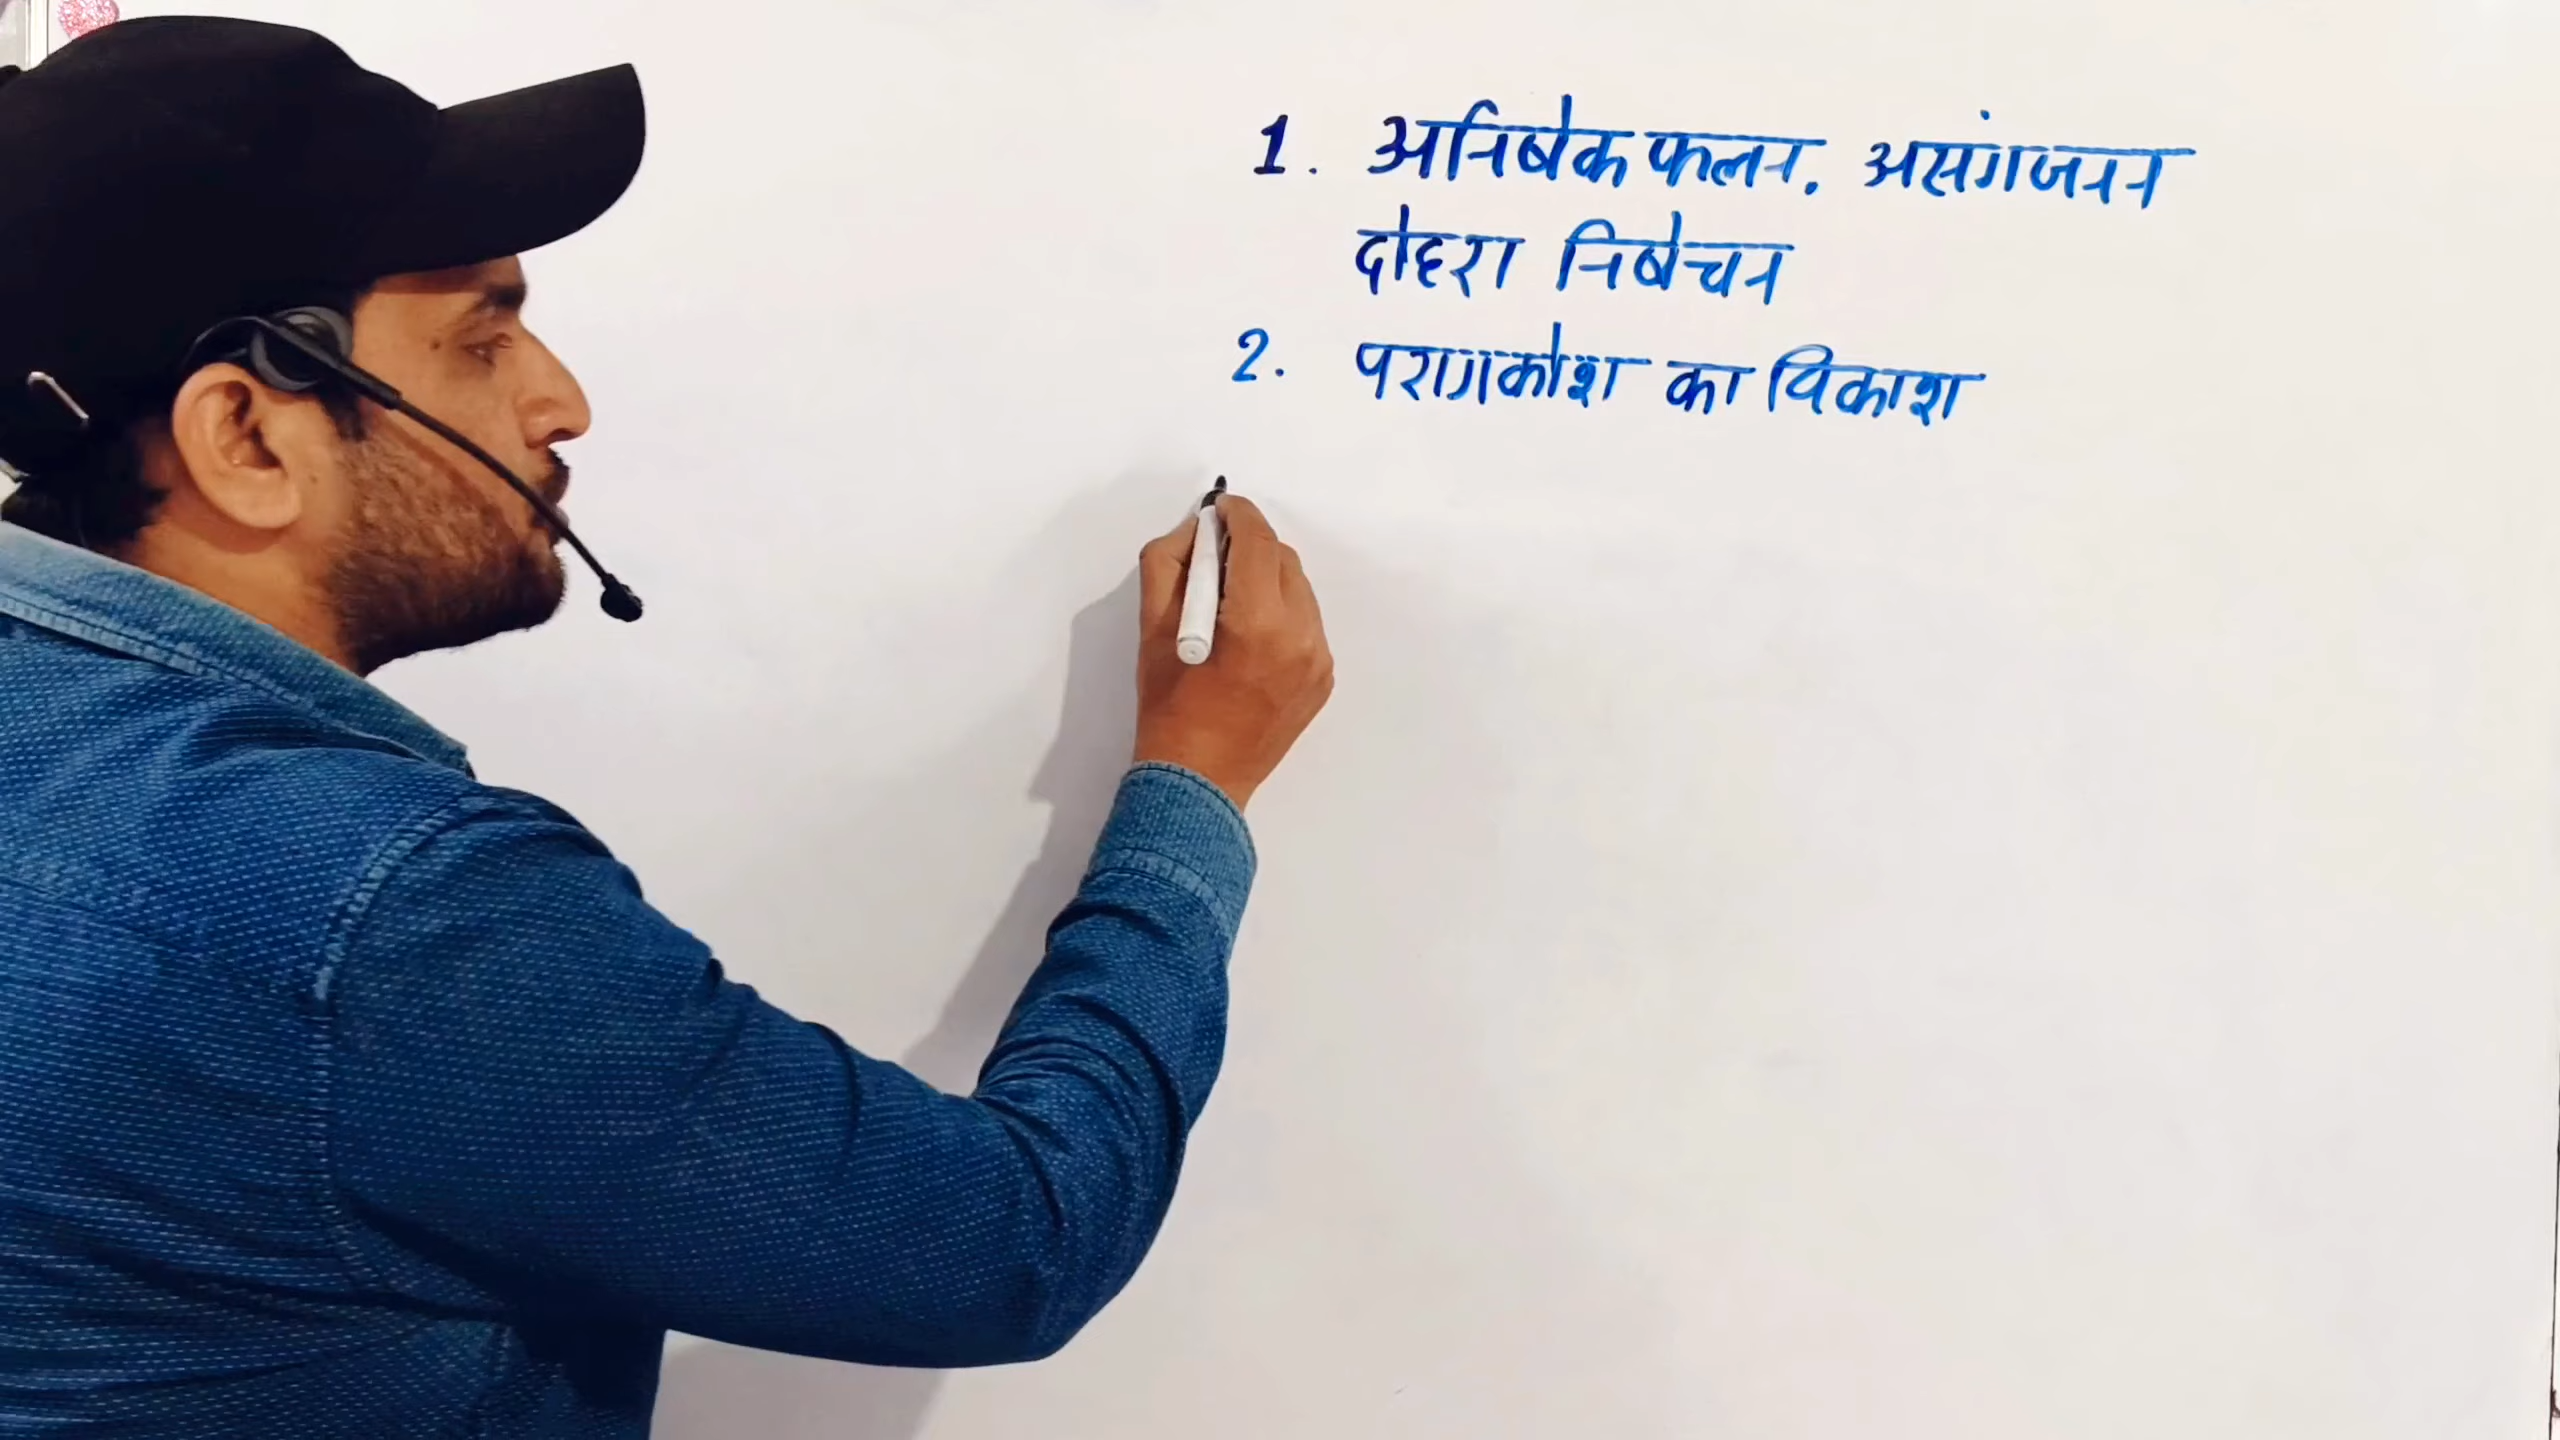 1. अनिषेक फलन. असंगजनन
दोहरा निषेचन
2. परागकोश का विकाश